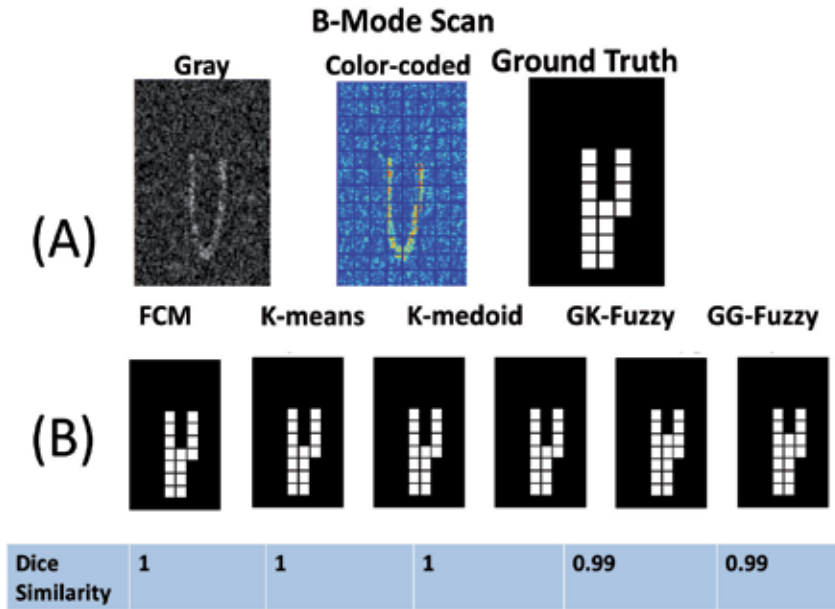 B-Mode Scan
Gray Color-coded Ground Truth
(A)
FCM K-means K-medoid GK-Fuzzy GG-Fuzzy
(B)
Dice Similarity 1 1 1 0.99 0.99